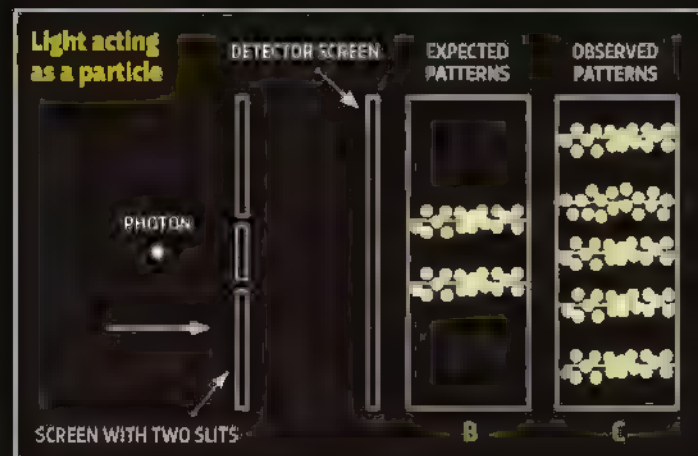 Light acting
as a particle
DETECTOR SCREEN
EXPECTED
PATTERNS
OBSERVED
PATTERNS
PHOTON
SCREEN WITH TWO SLITS
B
C